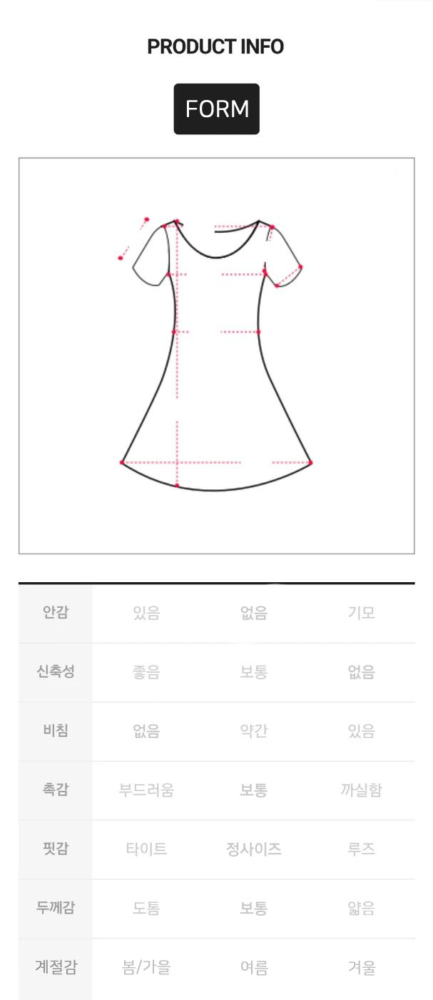 PRODUCT INFO
FORM
안감 있음 없음 기모
신축성 좋음 보통 없음
비침 없음 약간 있음
촉감 부드러움 보통 까실함
핏감 타이트 정사이즈 루즈
두께감 도톰 보통 얇음
계절감 봄/가을 여름 겨울